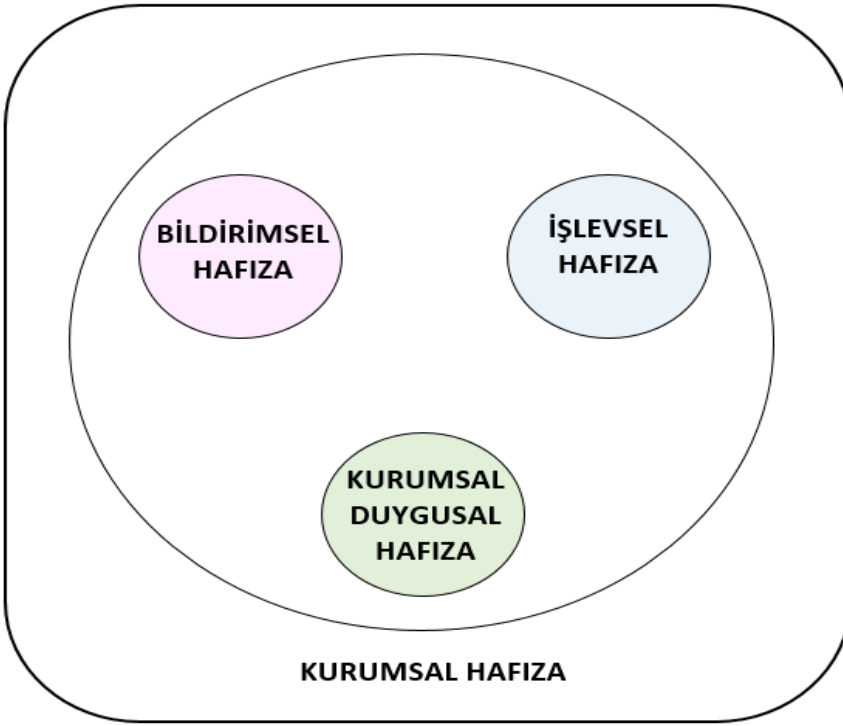 BİLDİRİMSEL
HAFIZA
İŞLEVSEL
HAFIZA
KURUMSAL
DUYGUSAL
HAFIZA
KURUMSAL HAFIZA